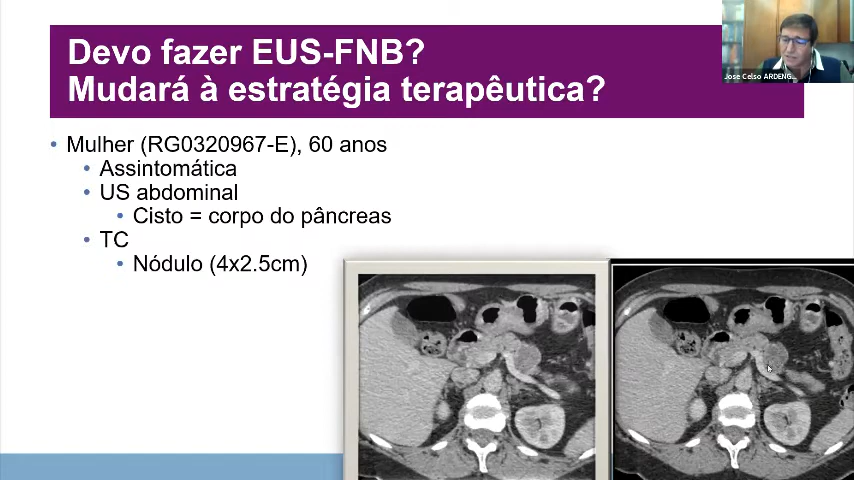 Devo fazer EUS-FNB?
Mudará à estratégia terapêutica?
Jose Celso ARDENG...
• Mulher (RG0320967-E), 60 anos
• Assintomática
• US abdominal
• Cisto = corpo do pâncreas
• TC
• Nódulo (4x2.5cm)